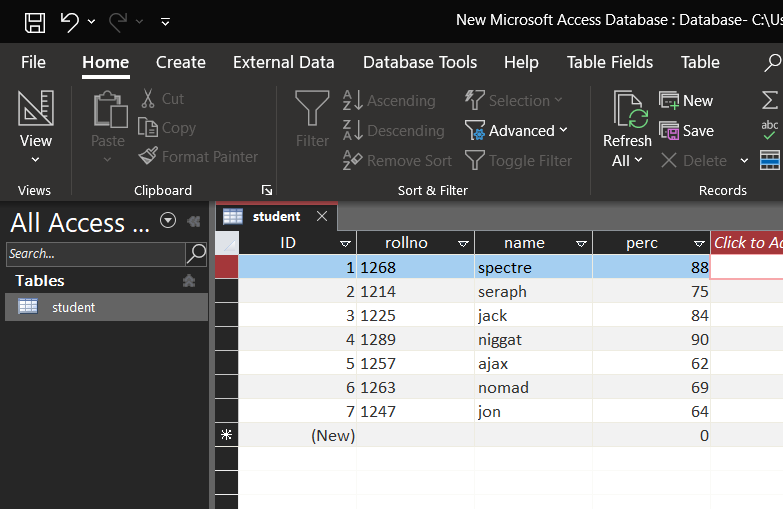 New Microsoft Access Database : Database- C:\Us
File Home Create External Data Database Tools Help Table Fields Table
View Paste Cut Copy Format Painter Filter Ascending Descending Remove Sort Selection Advanced Toggle Filter Refresh All New Save Delete abc
Views Clipboard Sort & Filter Records
All Access ...
Search...
Tables
student
student
ID rollno name perc Click to Ad
1 1268 spectre 88
2 1214 seraph 75
3 1225 jack 84
4 1289 niggat 90
5 1257 ajax 62
6 1263 nomad 69
7 1247 jon 64
(New) 0